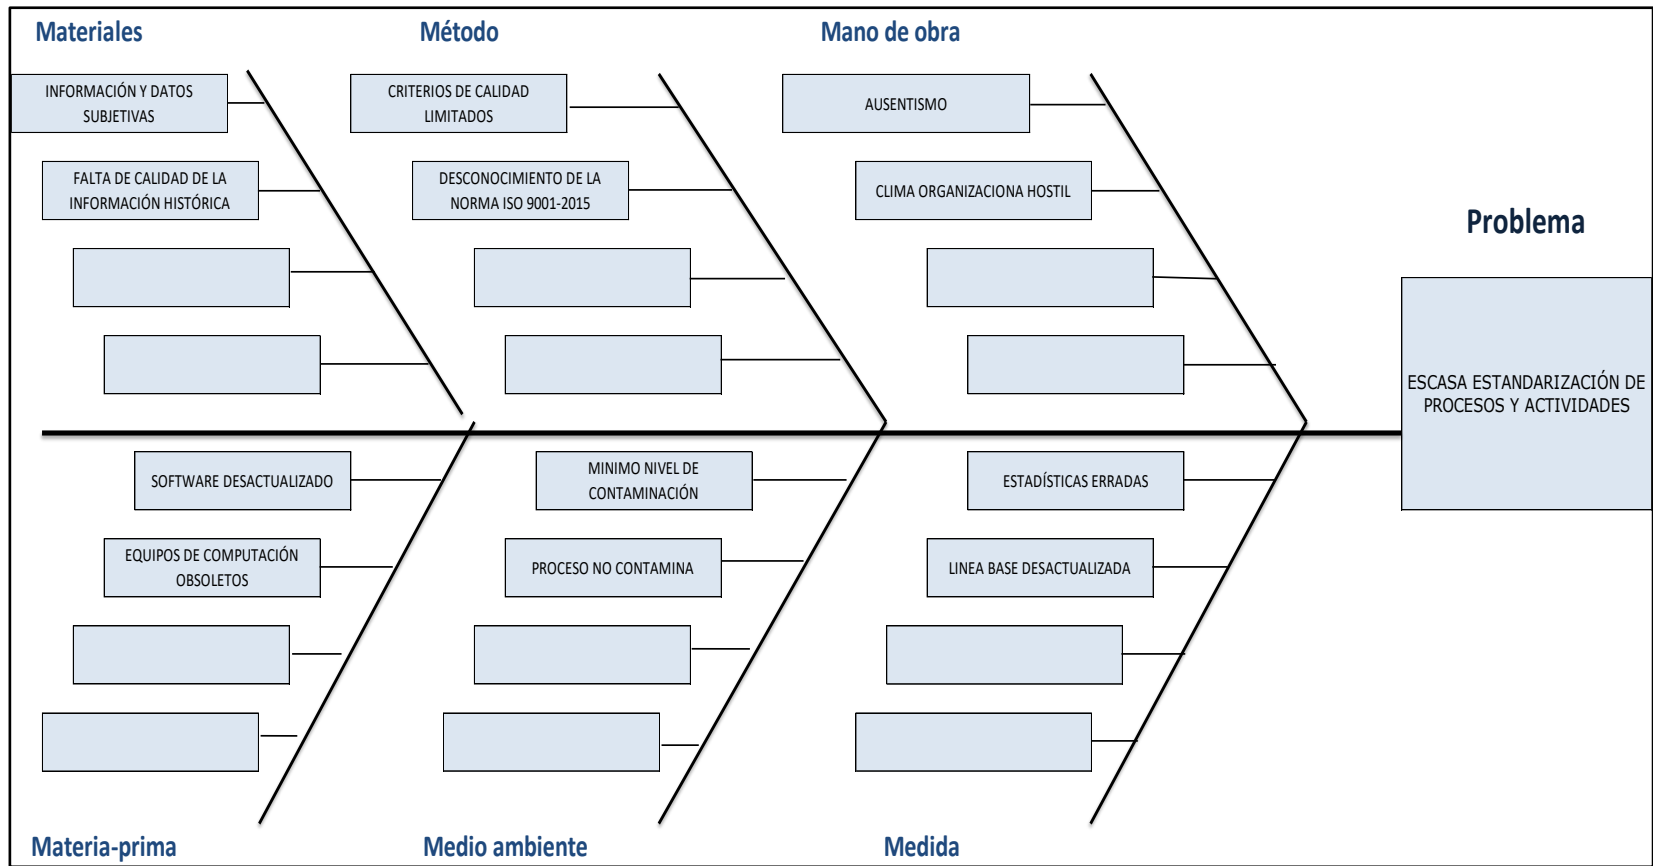 Materiales
Método
Mano de obra
INFORMACIÓN Y DATOS
SUBJETIVAS
CRITERIOS DE CALIDAD
LIMITADOS
AUSENTISMO
FALTA DE CALIDAD DE LA
INFORMACIÓN HISTÓRICA
DESCONOCIMIENTO DE LA
NORMA ISO 9001-2015
CLIMA ORGANIZACIONA HOSTIL
Problema
ESCASA ESTANDARIZACIÓN DE
PROCESOS Y ACTIVIDADES
SOFTWARE DESACTUALIZADO
MINIMO NIVEL DE
CONTAMINACIÓN
ESTADÍSTICAS ERRADAS
EQUIPOS DE COMPUTACIÓN
OBSOLETOS
PROCESO NO CONTAMINA
LINEA BASE DESACTUALIZADA
Materia-prima
Medio ambiente
Medida